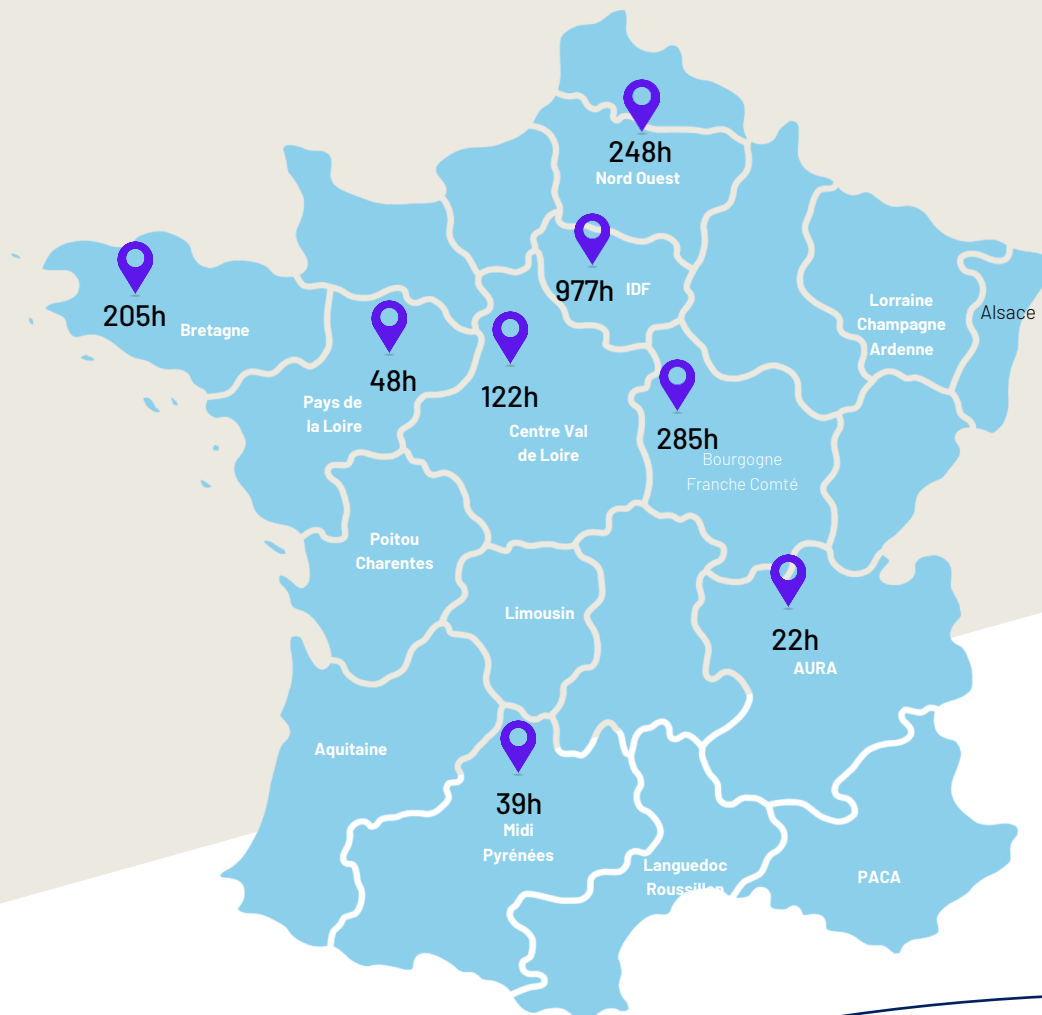 248h
Nord Ouest
977h
IDF
205h
Bretagne
Lorraine
Champagne
Ardenne
Alsace
48h
Pays de
la Loire
122h
Centre Val
de Loire
285h
Bourgogne
Franche Comté
Poitou
Charentes
Limousin
22h
AURA
Aquitaine
39h
Midi
Pyrénées
Languedoc
Roussillon
PACA